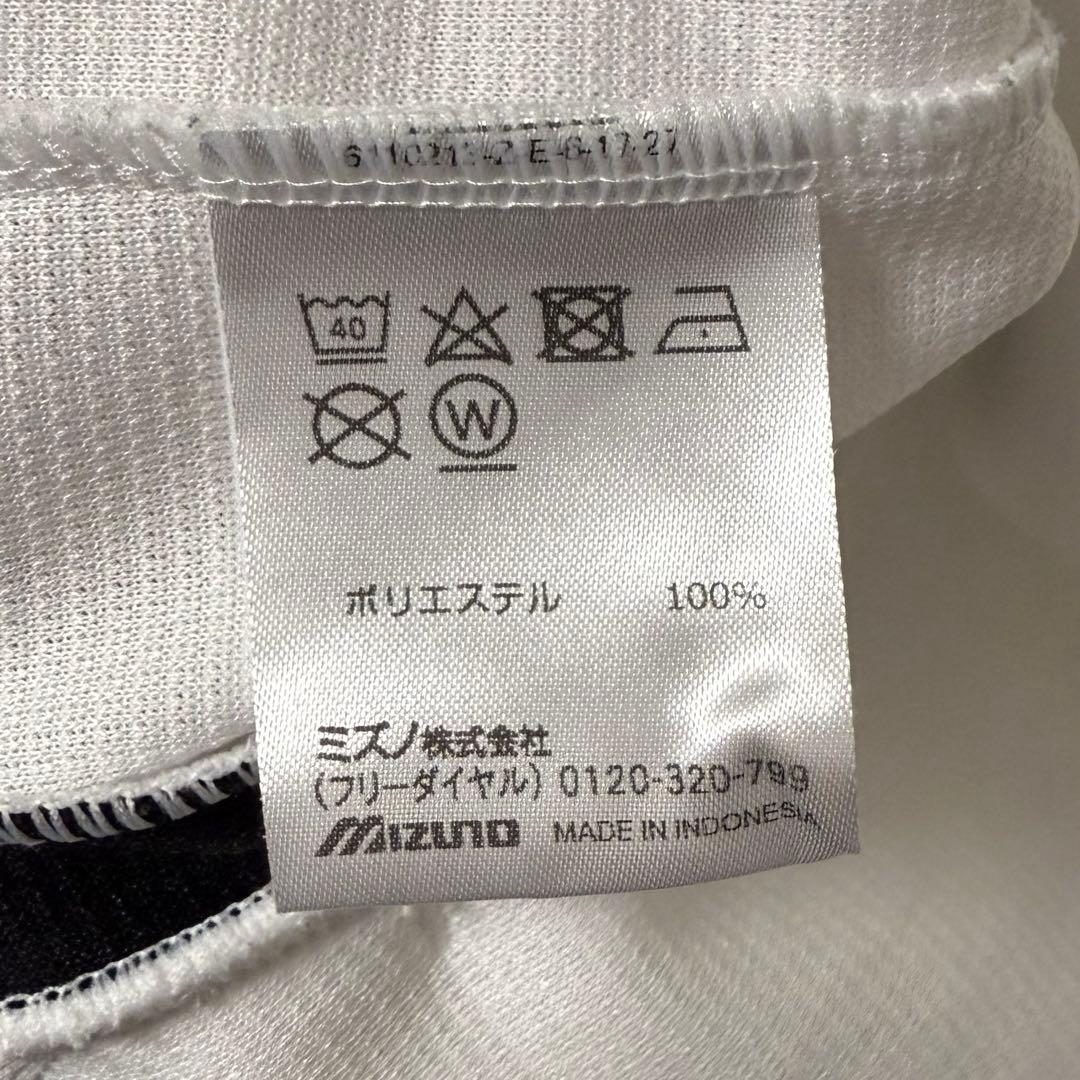 40
W
ポリエステル 100%
ミズノ株式会社
(フリーダイヤル) 0120-320-799
MIZUNO MADE IN INDONESIA